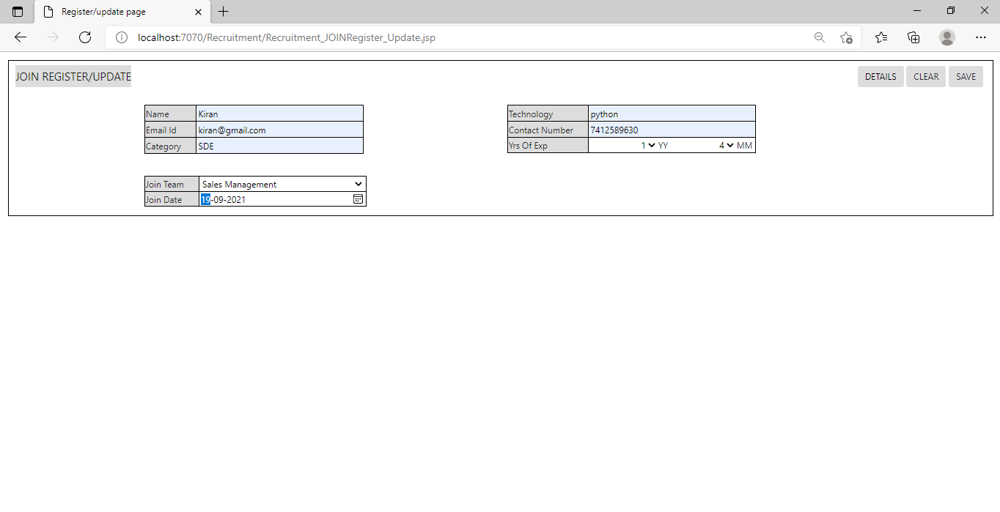 Register/update page
localhost:7070/Recruitment/Recruitment_JOINRegister_Update.jsp
JOIN REGISTER/UPDATE
DETAILS CLEAR SAVE
Name Kiran
Email Id kiran@gmail.com
Category SDE
Technology python
Contact Number 7412589630
Yrs Of Exp 1 YY 4 MM
Join Team Sales Management
Join Date 19-09-2021